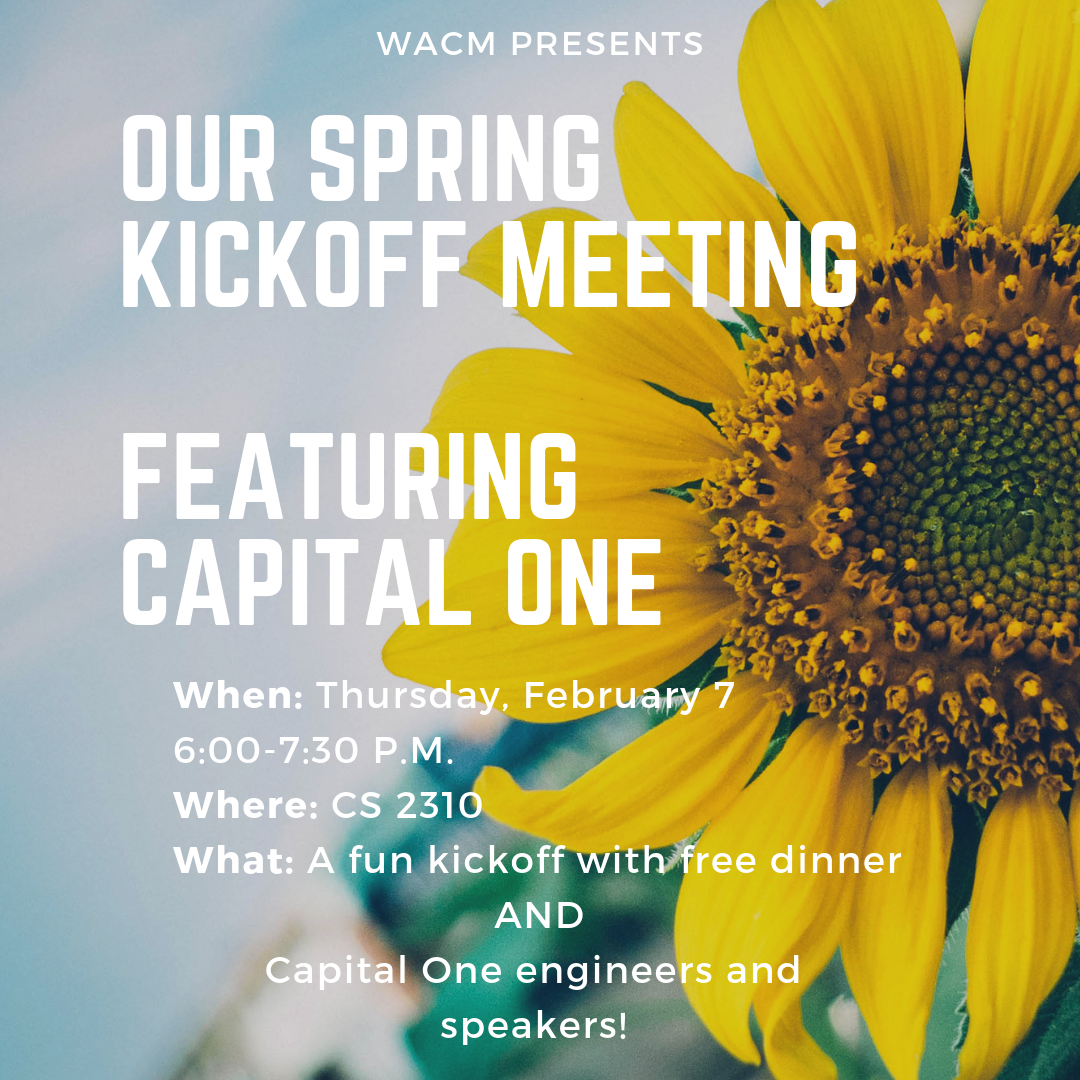 WACM PRESENTS
OUR SPRING
KICKOFF MEETING
FEATURING
CAPITAL ONE
When: Thursday, February 7
6:00-7:30 P.M.
Where: CS 2310
What: A fun kickoff with free dinner
AND
Capital One engineers and
speakers!